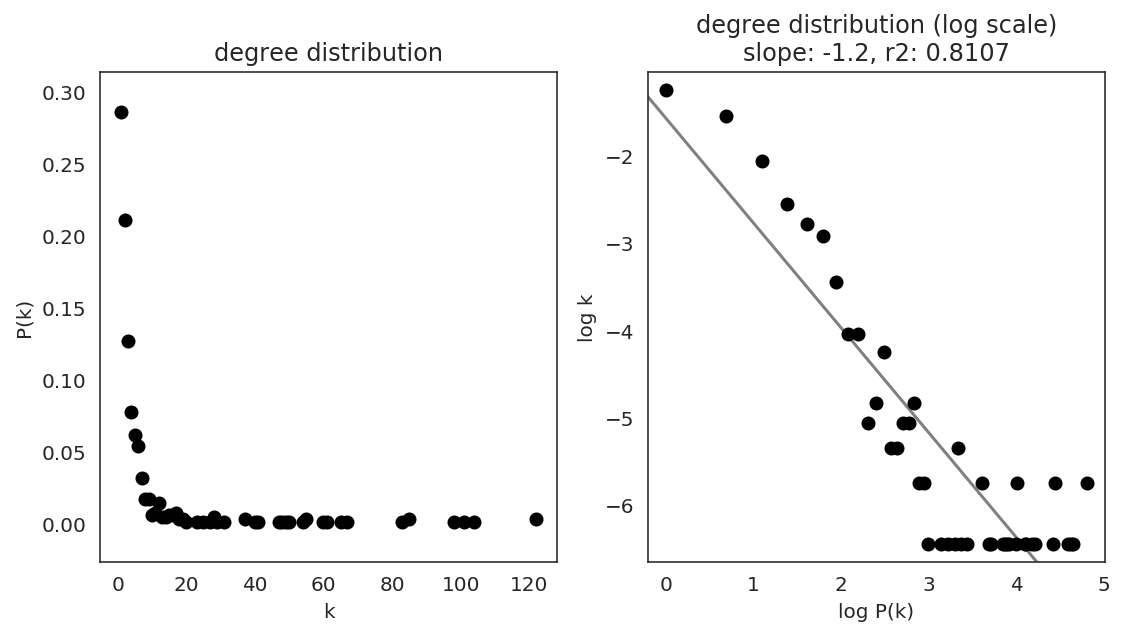 degree distribution
P(k)
0.30
0.25
0.20
0.15
0.10
0.05
0.00
0 20 40 60 80 100 120
k
degree distribution (log scale)
slope: -1.2, r2: 0.8107
log k
−2
−3
−4
−5
−6
0 1 2 3 4 5
log P(k)